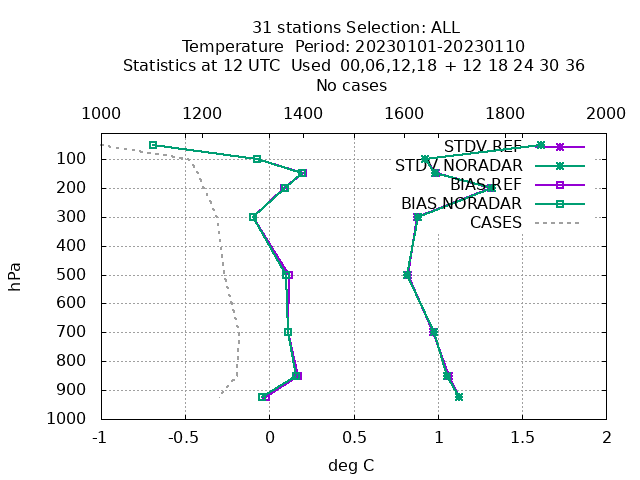 31 stations Selection: ALL
Temperature  Period: 20230101-20230110
Statistics at 12 UTC  Used  00,06,12,18  + 12 18 24 30 36
No cases
1000 1200 1400 1600 1800 2000
STDV REF
STDV NORADAR
BIAS REF
BIAS NORADAR
CASES
hPa
100
200
300
400
500
600
700
800
900
1000
-1 -0.5 0 0.5 1 1.5 2
deg C